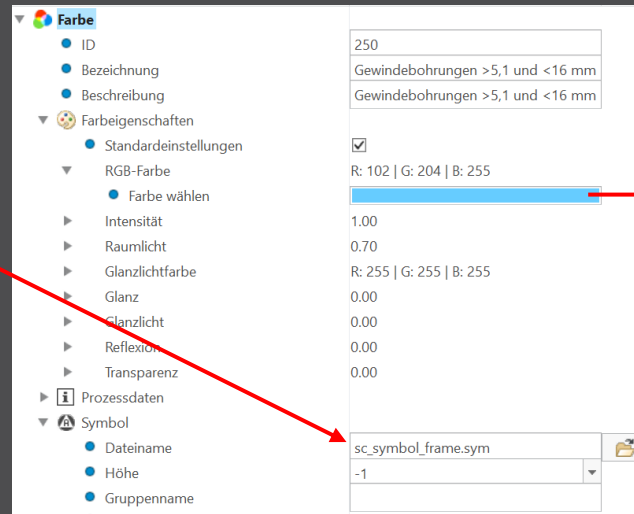 Farbe
ID 250
Bezeichnung Gewindebohrungen >5,1 und <16 mm
Beschreibung Gewindebohrungen >5,1 und <16 mm
Farbeigenschaften
Standardeinstellungen
RGB-Farbe R: 102 | G: 204 | B: 255
Farbe wählen
Intensität 1.00
Raumlicht 0.70
Glanzlichtfarbe R: 255 | G: 255 | B: 255
Glanz 0.00
Glanzlicht 0.00
Reflexion 0.00
Transparenz 0.00
Prozessdaten
Symbol
Dateiname sc_symbol_frame.sym
Höhe -1
Gruppenname